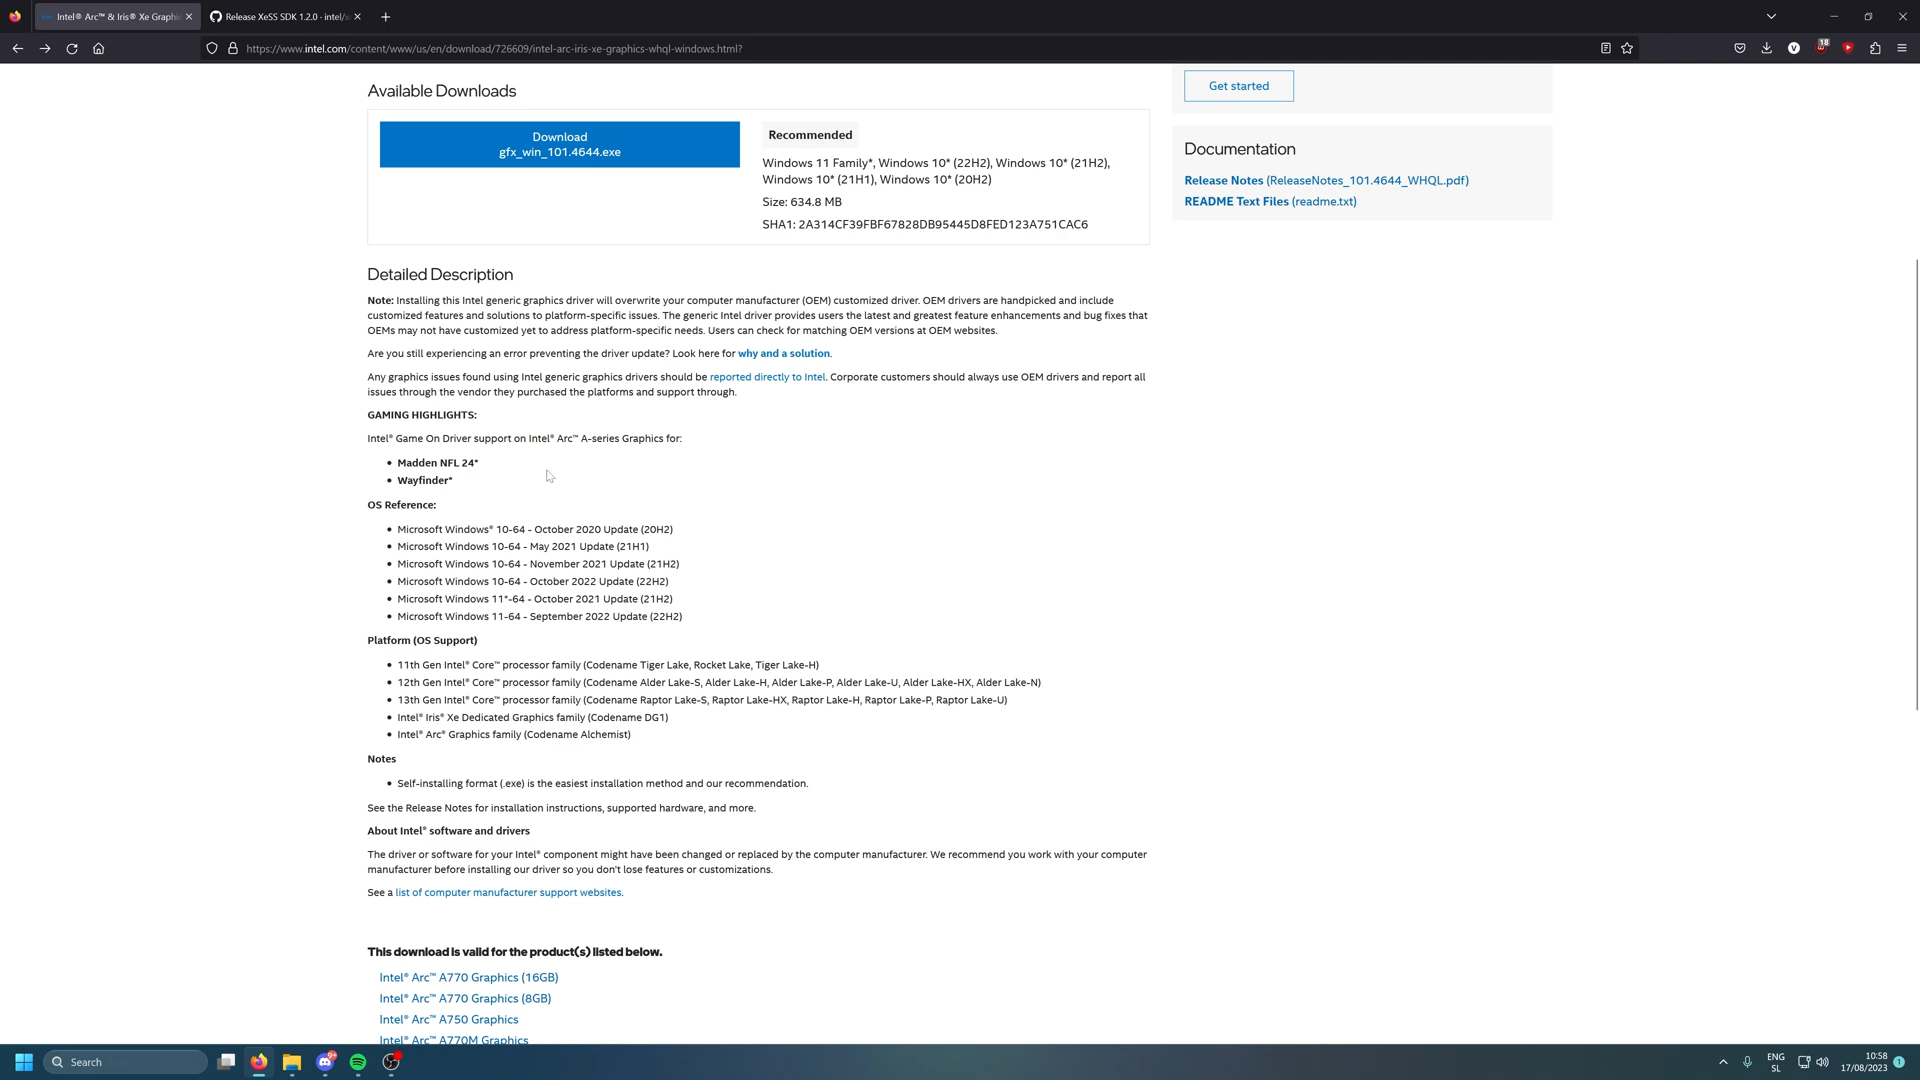 Intel® Arc™ & Iris® Xe Graphic
Release XeSS SDK 1.2.0 · intel/x
https://www.intel.com/content/www/us/en/download/726609/intel-arc-iris-xe-graphics-whql-windows.html?
18
Available Downloads
Get started
Download
gfx_win_101.4644.exe
Recommended
Windows 11 Family*, Windows 10* (22H2), Windows 10* (21H2),
Windows 10* (21H1), Windows 10* (20H2)
Size: 634.8 MB
SHA1: 2A314CF39FBF67828DB95445D8FED123A751CAC6
Documentation
Release Notes (ReleaseNotes_101.4644_WHQL.pdf)
README Text Files (readme.txt)
Detailed Description
Note: Installing this Intel generic graphics driver will overwrite your computer manufacturer (OEM) customized driver. OEM drivers are handpicked and include
customized features and solutions to platform-specific issues. The generic Intel driver provides users the latest and greatest feature enhancements and bug fixes that
OEMs may not have customized yet to address platform-specific needs. Users can check for matching OEM versions at OEM websites.
Are you still experiencing an error preventing the driver update? Look here for why and a solution.
Any graphics issues found using Intel generic graphics drivers should be reported directly to Intel. Corporate customers should always use OEM drivers and report all
issues through the vendor they purchased the platforms and support through.
GAMING HIGHLIGHTS:
Intel® Game On Driver support on Intel® Arc™ A-series Graphics for:
• Madden NFL 24*
• Wayfinder*
OS Reference:
• Microsoft Windows® 10-64 - October 2020 Update (20H2)
• Microsoft Windows 10-64 - May 2021 Update (21H1)
• Microsoft Windows 10-64 - November 2021 Update (21H2)
• Microsoft Windows 10-64 - October 2022 Update (22H2)
• Microsoft Windows 11*-64 - October 2021 Update (21H2)
• Microsoft Windows 11-64 - September 2022 Update (22H2)
Platform (OS Support)
• 11th Gen Intel® Core™ processor family (Codename Tiger Lake, Rocket Lake, Tiger Lake-H)
• 12th Gen Intel® Core™ processor family (Codename Alder Lake-S, Alder Lake-H, Alder Lake-P, Alder Lake-U, Alder Lake-HX, Alder Lake-N)
• 13th Gen Intel® Core™ processor family (Codename Raptor Lake-S, Raptor Lake-HX, Raptor Lake-H, Raptor Lake-P, Raptor Lake-U)
• Intel® Iris® Xe Dedicated Graphics family (Codename DG1)
• Intel® Arc® Graphics family (Codename Alchemist)
Notes
• Self-installing format (.exe) is the easiest installation method and our recommendation.
See the Release Notes for installation instructions, supported hardware, and more.
About Intel® software and drivers
The driver or software for your Intel® component might have been changed or replaced by the computer manufacturer. We recommend you work with your computer
manufacturer before installing our driver so you don't lose features or customizations.
See a list of computer manufacturer support websites.
This download is valid for the product(s) listed below.
Intel® Arc™ A770 Graphics (16GB)
Intel® Arc™ A770 Graphics (8GB)
Intel® Arc™ A750 Graphics
Intel® Arc™ A770M Graphics
Search
9+
ENG
SL
10:58
17/08/2023
1